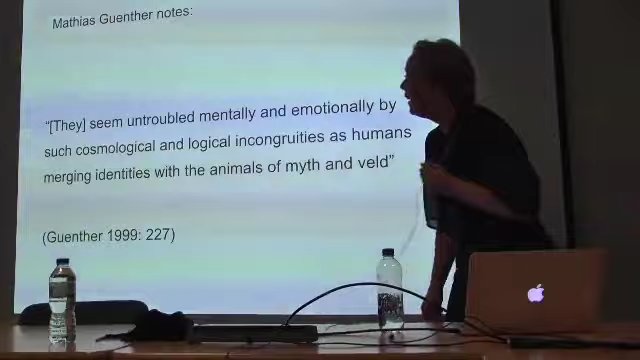 Mathias Guenther notes:
“[They] seem untroubled mentally and emotionally by
such cosmological and logical incongruities as humans
merging identities with the animals of myth and veld”
(Guenther 1999: 227)